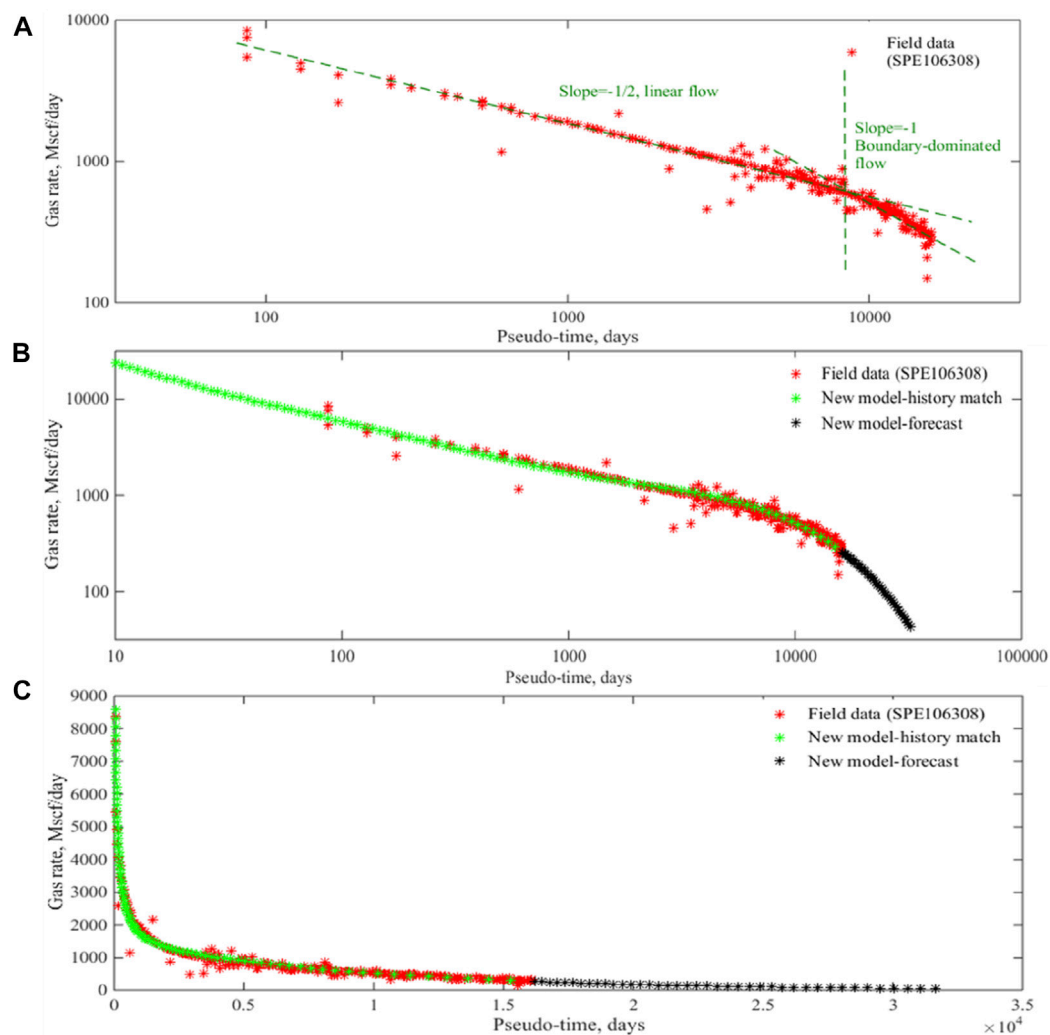 A
10000
1000
100
Gas rate, Mscf/day
Field data
(SPE106308)
Slope=-1/2, linear flow
Slope=-1
Boundary-dominated
flow
100
1000
10000
Pseudo-time, days
B
10000
1000
100
Gas rate, Mscf/day
Field data (SPE106308)
New model-history match
New model-forecast
10
100
1000
10000
100000
Pseudo-time, days
C
9000
8000
7000
6000
5000
4000
3000
2000
1000
0
Gas rate, Mscf/day
Field data (SPE106308)
New model-history match
New model-forecast
0
0.5
1
1.5
2
2.5
3
3.5
×10⁴
Pseudo-time, days